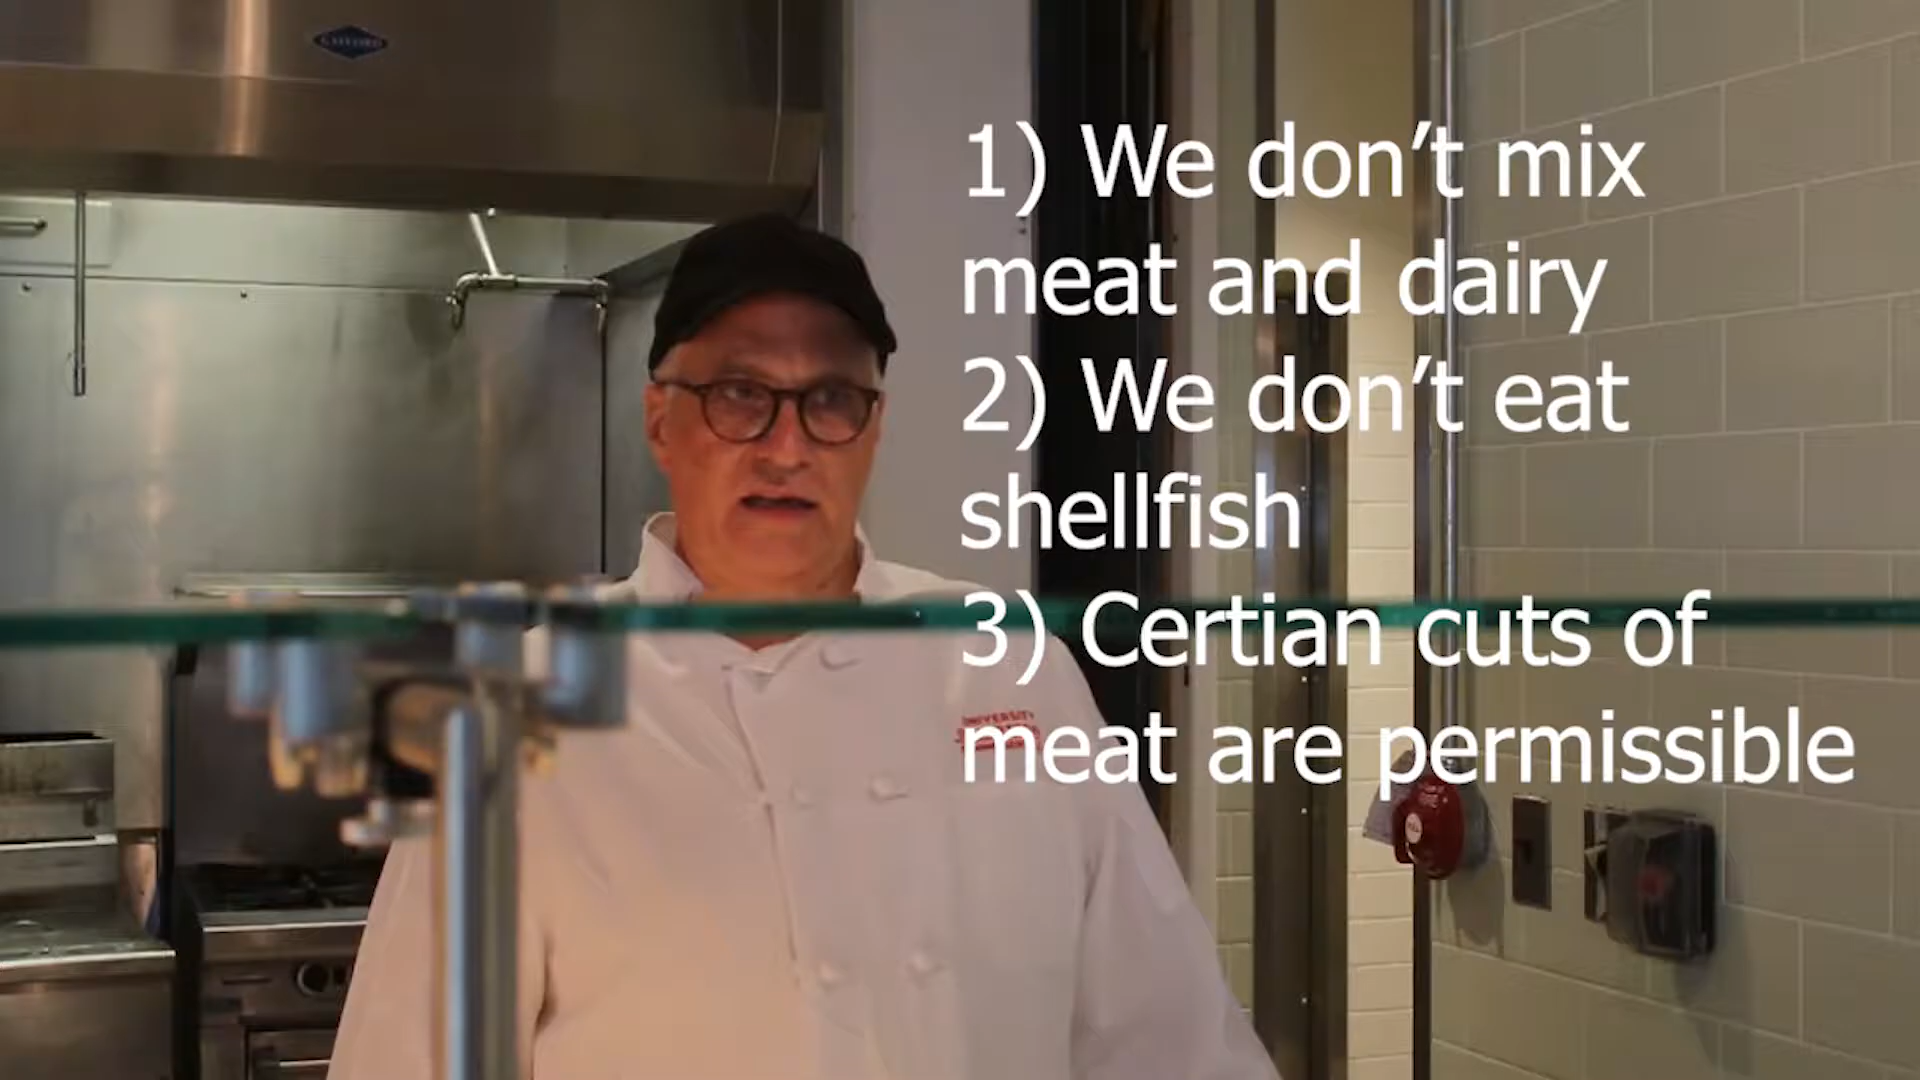 1) We don’t mix
meat and dairy
2) We don’t eat
shellfish
3) Certian cuts of
meat are permissible
UNIVERSITY